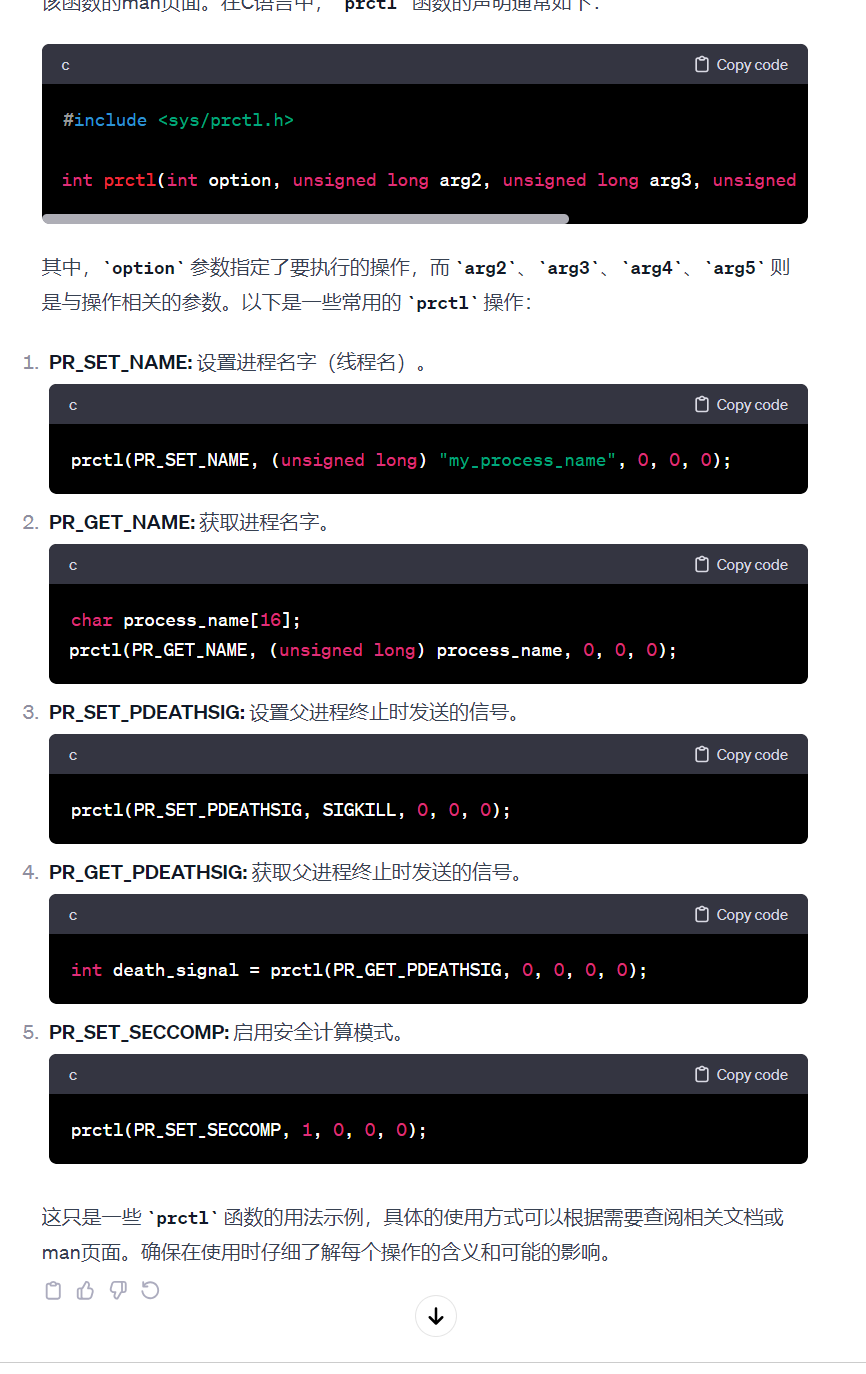 该函数的man页面。在C语言中，`prctl` 函数的声明通常如下：
c
Copy code
#include <sys/prctl.h>
int prctl(int option, unsigned long arg2, unsigned long arg3, unsigned
其中，`option` 参数指定了要执行的操作，而 `arg2`、`arg3`、`arg4`、`arg5` 则
是与操作相关的参数。以下是一些常用的 `prctl` 操作：
1. PR_SET_NAME: 设置进程名字（线程名）。
c
Copy code
prctl(PR_SET_NAME, (unsigned long) "my_process_name", 0, 0, 0);
2. PR_GET_NAME: 获取进程名字。
c
Copy code
char process_name[16];
prctl(PR_GET_NAME, (unsigned long) process_name, 0, 0, 0);
3. PR_SET_PDEATHSIG: 设置父进程终止时发送的信号。
c
Copy code
prctl(PR_SET_PDEATHSIG, SIGKILL, 0, 0, 0);
4. PR_GET_PDEATHSIG: 获取父进程终止时发送的信号。
c
Copy code
int death_signal = prctl(PR_GET_PDEATHSIG, 0, 0, 0, 0);
5. PR_SET_SECCOMP: 启用安全计算模式。
c
Copy code
prctl(PR_SET_SECCOMP, 1, 0, 0, 0);
这只是一些 `prctl` 函数的用法示例，具体的使用方式可以根据需要查阅相关文档或
man页面。确保在使用时仔细了解每个操作的含义和可能的影响。